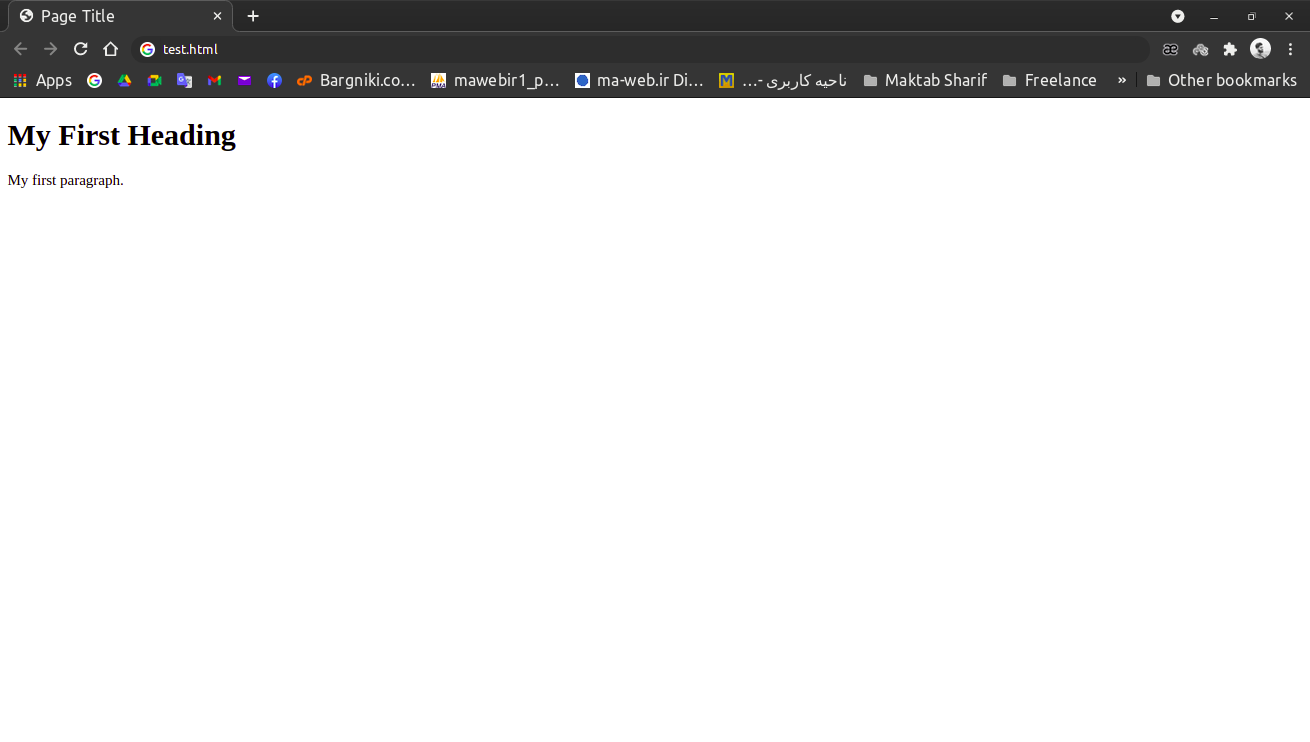 Page Title
test.html
Apps Bargniki.co... mawebir1_p... ma-web.ir Di... ناحیه کاربری -... Maktab Sharif Freelance » Other bookmarks
My First Heading
My first paragraph.